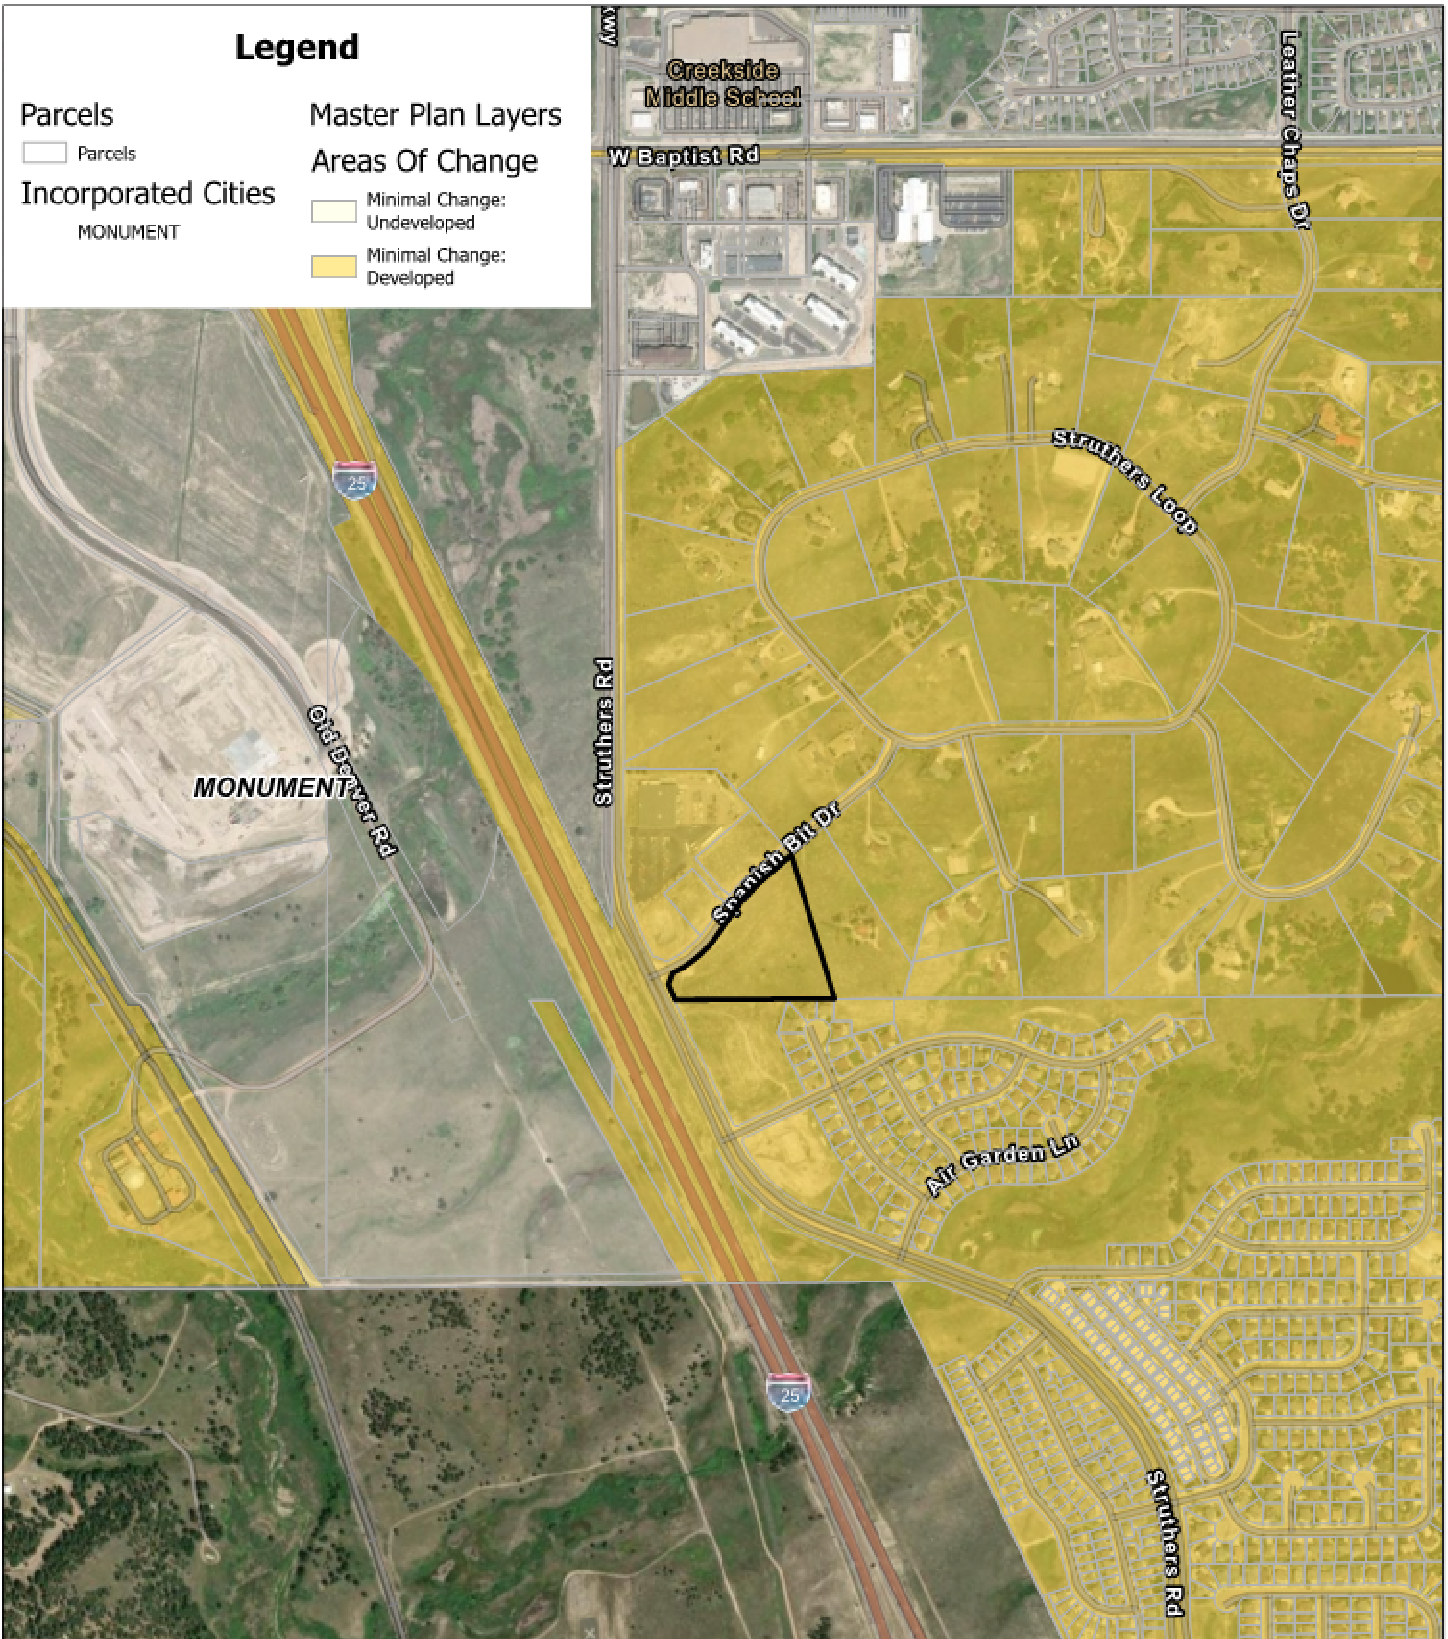 Legend
Parcels
Parcels
Incorporated Cities
MONUMENT
Master Plan Layers
Areas Of Change
Minimal Change:
Undeveloped
Minimal Change:
Developed
Creekside
Middle School
W Baptist Rd
Leather Chaps Dr
25
Struthers Loop
Struthers Rd
Old Denver Rd
MONUMENT
Spanish Bit Dr
Air Garden Ln
25
Struthers Rd